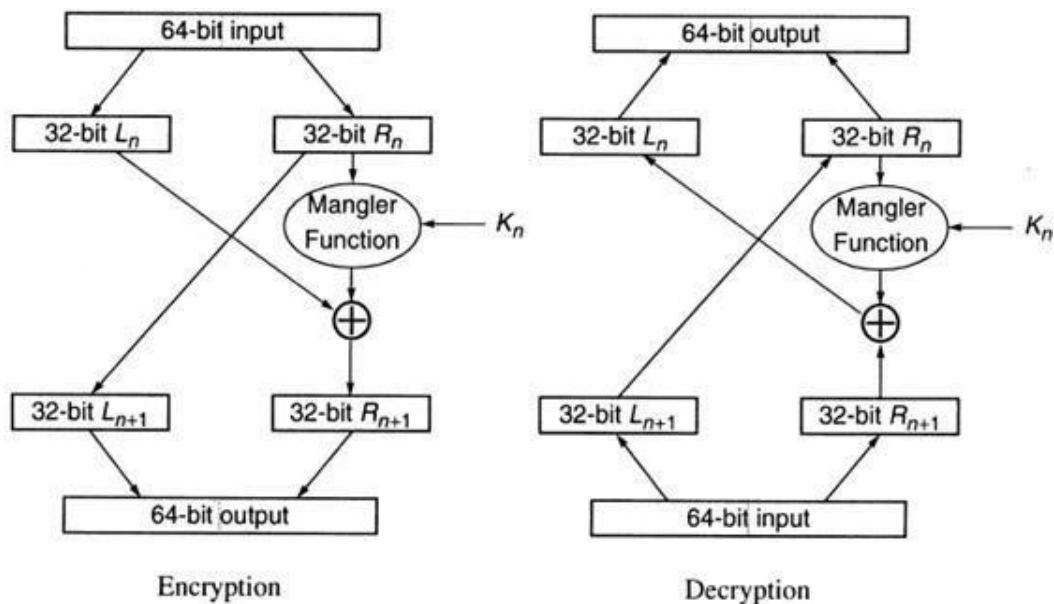 64-bit input
32-bit Lₙ
32-bit Rₙ
Mangler
Function
Kₙ
32-bit Lₙ₊₁
32-bit Rₙ₊₁
64-bit output
Encryption
64-bit output
32-bit Lₙ
32-bit Rₙ
Mangler
Function
Kₙ
32-bit Lₙ₊₁
32-bit Rₙ₊₁
64-bit input
Decryption